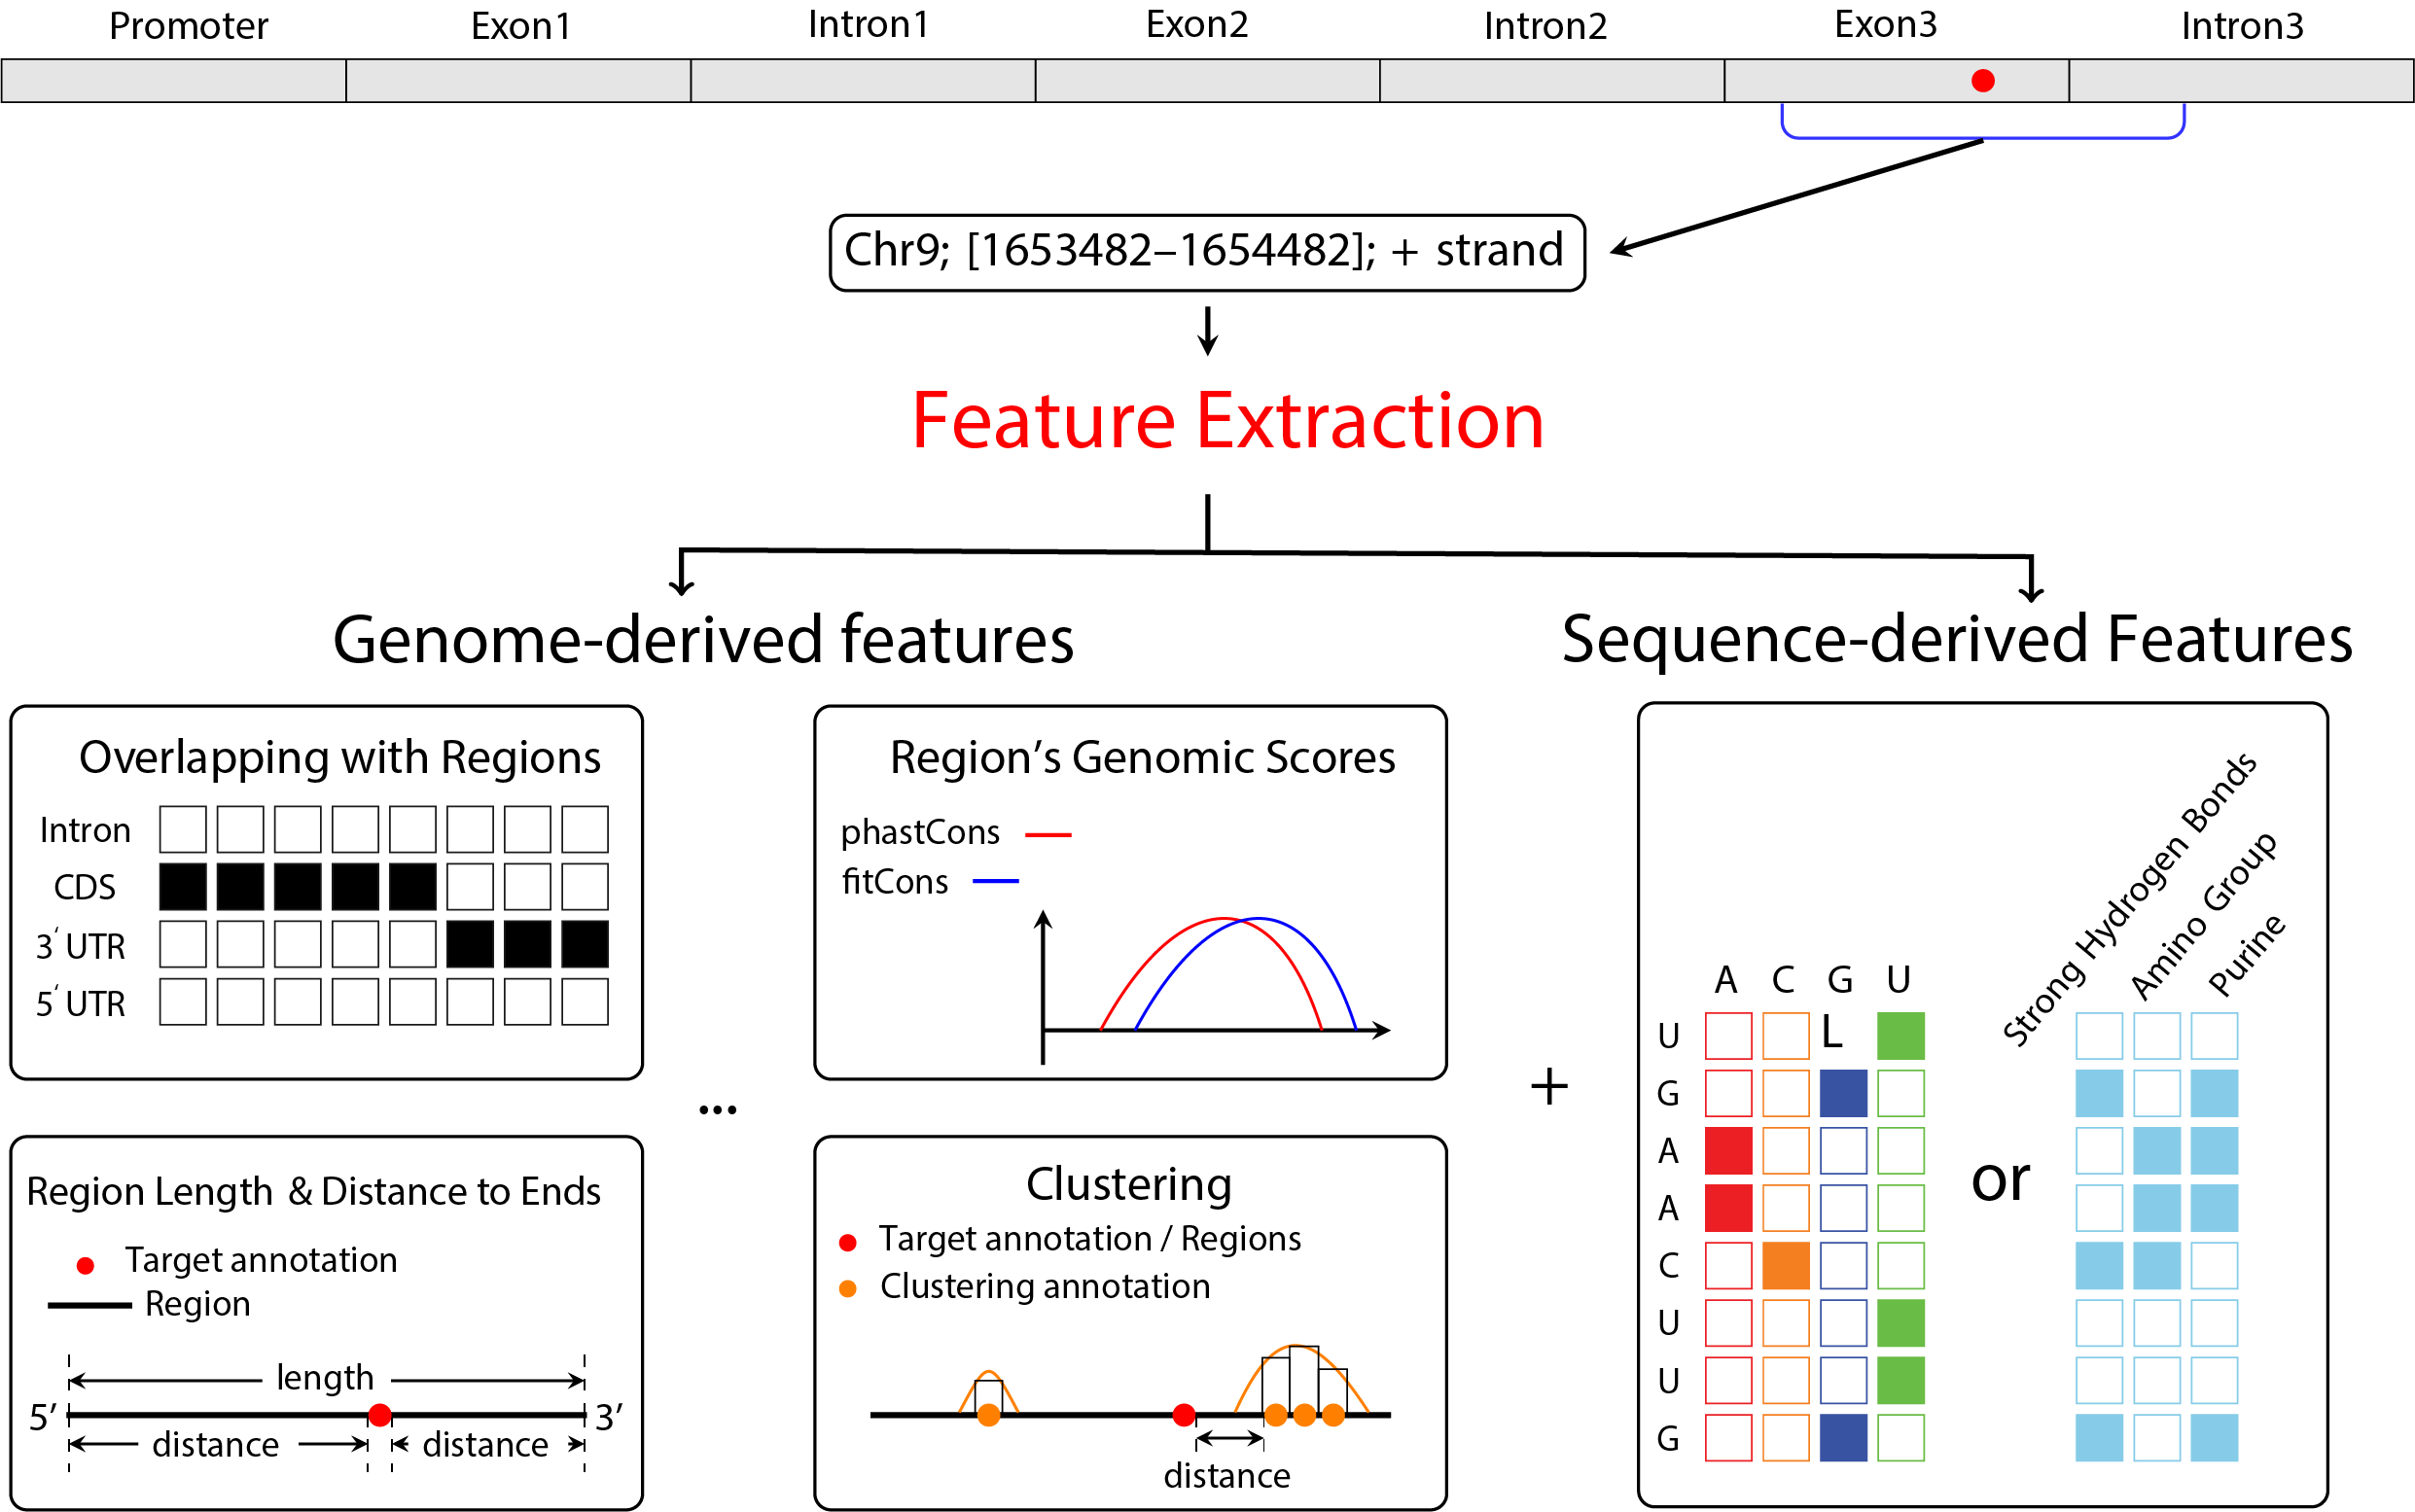 Promoter Exon1 Intron1 Exon2 Intron2 Exon3 Intron3
Chr9; [1653482–1654482]; + strand
Feature Extraction
Genome-derived features
Sequence-derived Features
Overlapping with Regions
Intron
CDS
3′ UTR
5′ UTR
Region’s Genomic Scores
phastCons
fitCons
...
Region Length & Distance to Ends
Target annotation
Region
length
5’ 3’
distance distance
Clustering
Target annotation / Regions
Clustering annotation
distance
+
Strong Hydrogen Bonds
Amino Group
Purine
A C G U
U L
G
A
A
or
C
U
U
G